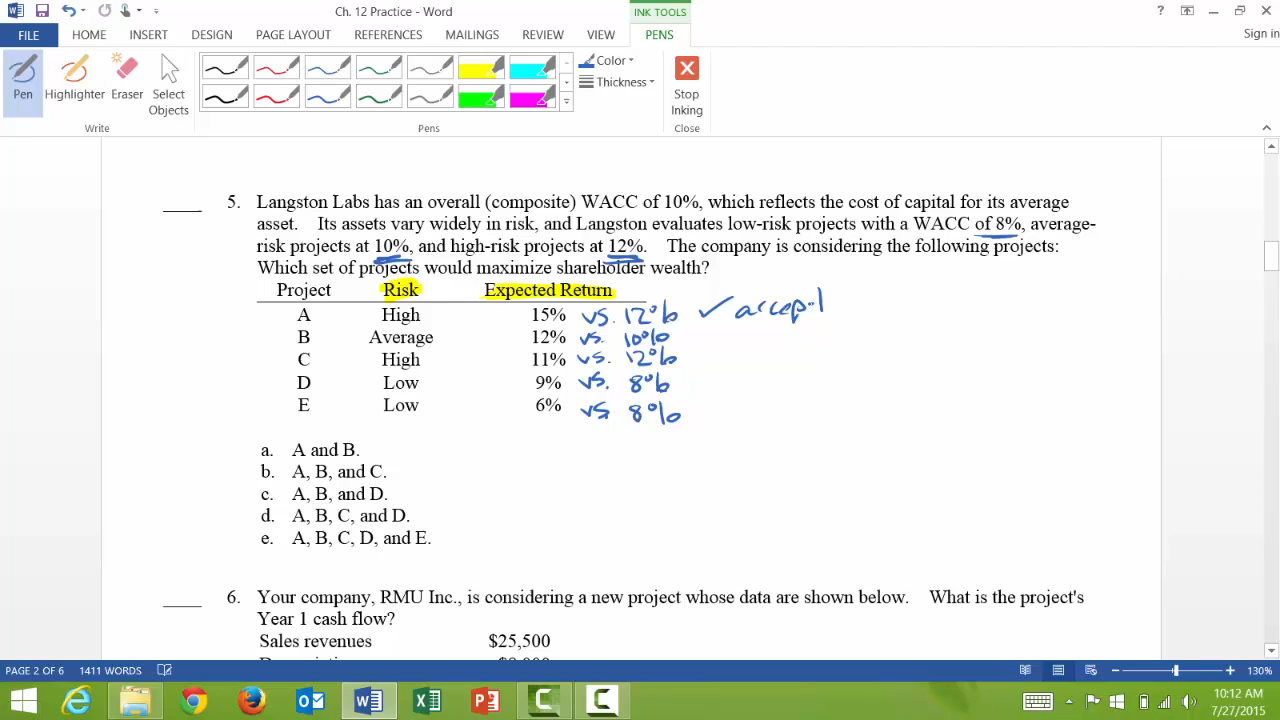 Ch. 12 Practice - Word
INK TOOLS
? 
Sign in
FILE HOME INSERT DESIGN PAGE LAYOUT REFERENCES MAILINGS REVIEW VIEW PENS
Pen Highlighter Eraser Select Objects
Color
Thickness
Stop Inking
Write Pens Close
5. Langston Labs has an overall (composite) WACC of 10%, which reflects the cost of capital for its average
asset. Its assets vary widely in risk, and Langston evaluates low-risk projects with a WACC of 8%, average-
risk projects at 10%, and high-risk projects at 12%. The company is considering the following projects:
Which set of projects would maximize shareholder wealth?
Project Risk Expected Return
A High 15% vs. 12% ✓ accept
B Average 12% vs. 10%
C High 11% vs. 12%
D Low 9% vs. 8%
E Low 6% vs 8%
a. A and B.
b. A, B, and C.
c. A, B, and D.
d. A, B, C, and D.
e. A, B, C, D, and E.
6. Your company, RMU Inc., is considering a new project whose data are shown below. What is the project's
Year 1 cash flow?
Sales revenues $25,500
PAGE 2 OF 6 1411 WORDS 130%
10:12 AM
7/27/2015